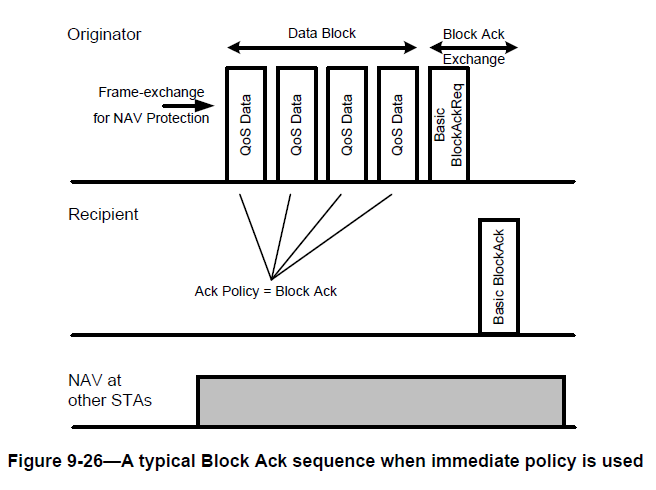 Originator
Data Block
Block Ack
Exchange
Frame-exchange
for NAV Protection
QoS Data
QoS Data
QoS Data
QoS Data
Basic
BlockAckReq
Recipient
Ack Policy = Block Ack
Basic BlockAck
NAV at
other STAs
Figure 9-26—A typical Block Ack sequence when immediate policy is used